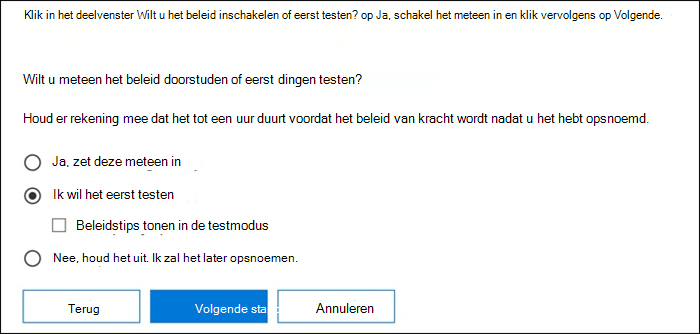 Klik in het deelvenster Wilt u het beleid inschakelen of eerst testen? op Ja, schakel het meteen in en klik vervolgens op Volgende.
Wilt u meteen het beleid doorstuden of eerst dingen testen?
Houd er rekening mee dat het tot een uur duurt voordat het beleid van kracht wordt nadat u het hebt opsnoemd.
Ja, zet deze meteen in
Ik wil het eerst testen
Beleidstips tonen in de testmodus
Nee, houd het uit. Ik zal het later opsnoemen.
Terug
Volgende sta
Annuleren